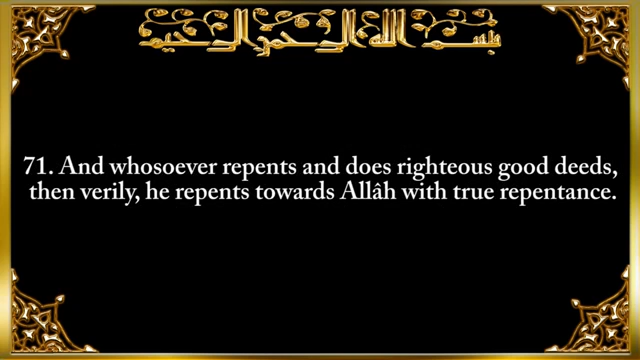 بسم الله الرحمن الرحيم
71. And whosoever repents and does righteous good deeds,
then verily, he repents towards Allâh with true repentance.